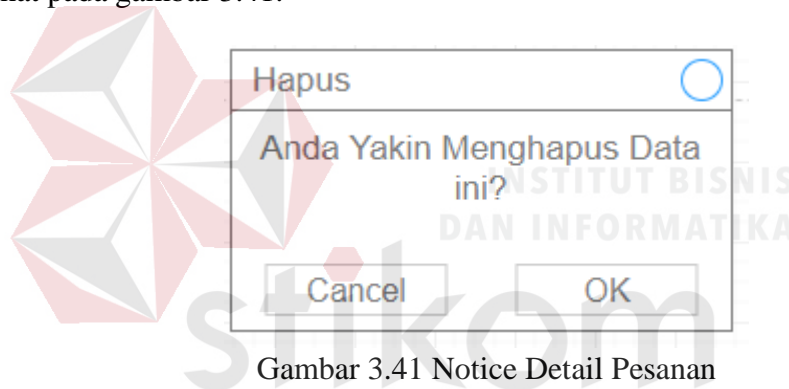 pada gambar 3.41.
Hapus
Anda Yakin Menghapus Data
ini?
INSTITUT BISNIS
DAN INFORMATIKA
Cancel
OK
stikom
Gambar 3.41 Notice Detail Pesanan